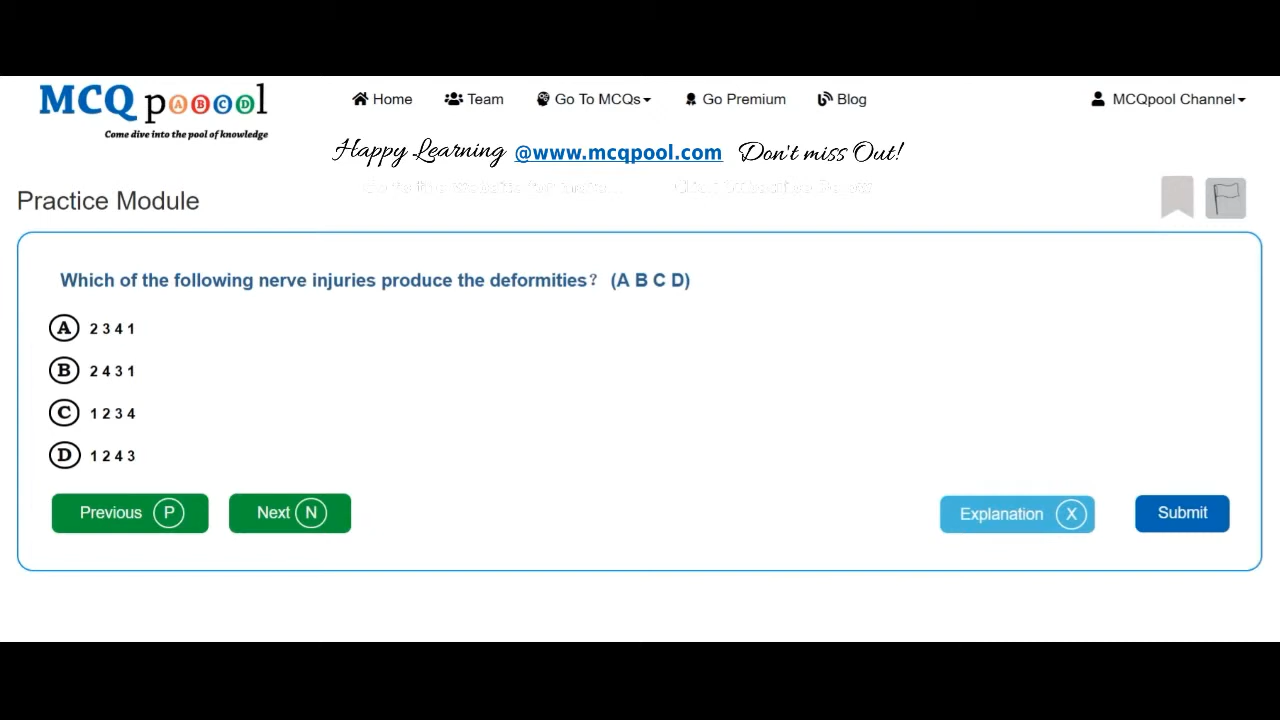 MCQ pooool
Come dive into the pool of knowledge
Home Team Go To MCQs Go Premium Blog MCQpool Channel
Happy Learning @www.mcqpool.com Don't miss Out!
Practice Module
Which of the following nerve injuries produce the deformities? (A B C D)
A 2 3 4 1
B 2 4 3 1
C 1 2 3 4
D 1 2 4 3
Previous P Next N Explanation X Submit